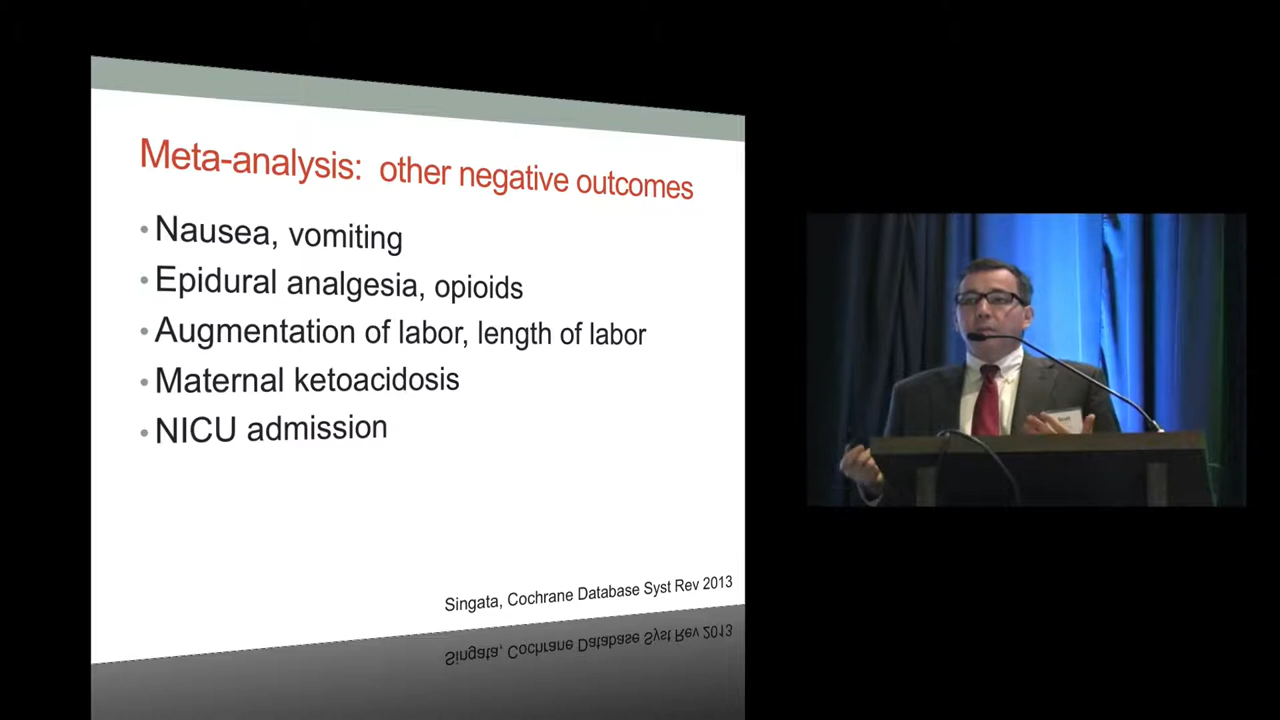 Meta-analysis: other negative outcomes
• Nausea, vomiting
• Epidural analgesia, opioids
• Augmentation of labor, length of labor
• Maternal ketoacidosis
• NICU admission
Singata, Cochrane Database Syst Rev 2013